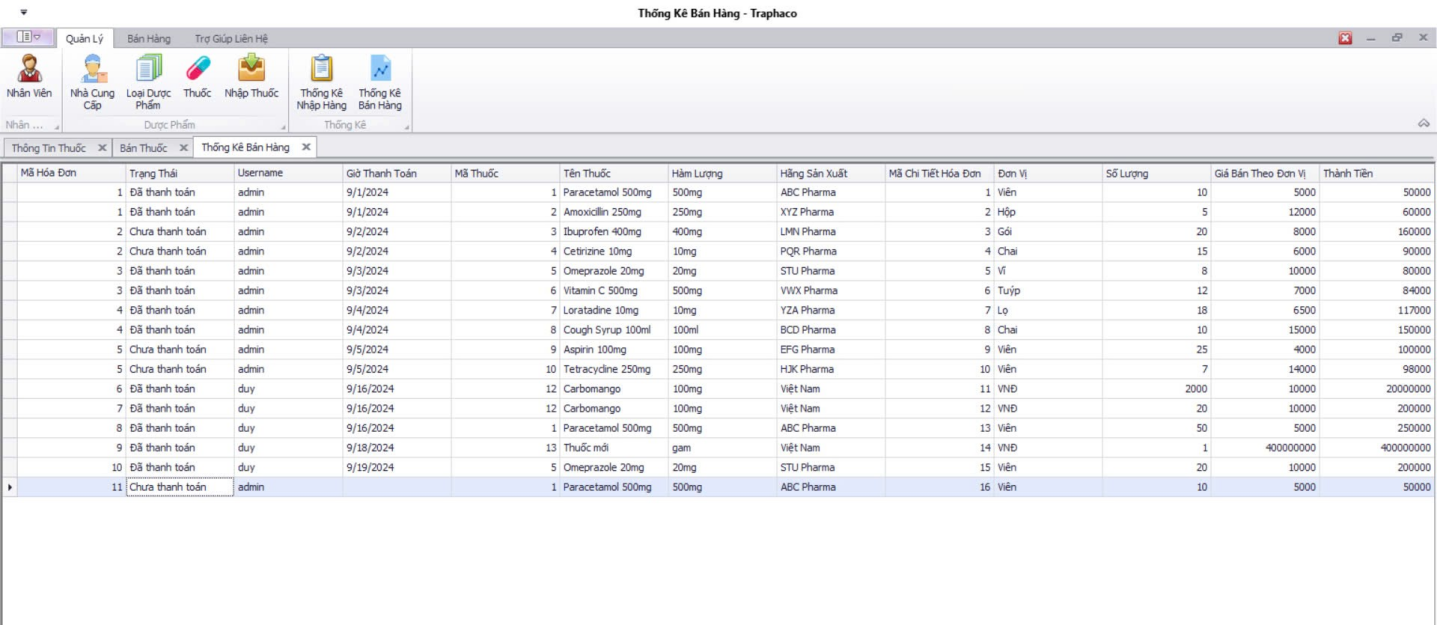 Thống Kê Bán Hàng - Traphaco
Quản Lý Bán Hàng Trợ Giúp Liên Hệ
Nhân Viên Nhà Cung Cấp Loại Dược Phẩm Thuốc Nhập Thuốc Thống Kê Nhập Hàng Thống Kê Bán Hàng
Nhân ... Dược Phẩm Thống Kê
Thông Tin Thuốc Bán Thuốc Thống Kê Bán Hàng
Mã Hóa Đơn Trạng Thái Username Giờ Thanh Toán Mã Thuốc Tên Thuốc Hàm Lượng Hãng Sản Xuất Mã Chi Tiết Hóa Đơn Đơn Vị Số Lượng Giá Bán Theo Đơn Vị Thành Tiền
1 Đã thanh toán admin 9/1/2024 1 Paracetamol 500mg 500mg ABC Pharma 1 Viên 10 5000 50000
1 Đã thanh toán admin 9/1/2024 2 Amoxicillin 250mg 250mg XYZ Pharma 2 Hộp 5 12000 60000
2 Chưa thanh toán admin 9/2/2024 3 Ibuprofen 400mg 400mg LMN Pharma 3 Gói 20 8000 160000
2 Chưa thanh toán admin 9/2/2024 4 Cetirizine 10mg 10mg PQR Pharma 4 Chai 15 6000 90000
3 Đã thanh toán admin 9/3/2024 5 Omeprazole 20mg 20mg STU Pharma 5 Vĩ 8 10000 80000
3 Đã thanh toán admin 9/3/2024 6 Vitamin C 500mg 500mg VWX Pharma 6 Tuýp 12 7000 84000
4 Đã thanh toán admin 9/4/2024 7 Loratadine 10mg 10mg YZA Pharma 7 Lọ 18 6500 117000
4 Đã thanh toán admin 9/4/2024 8 Cough Syrup 100ml 100ml BCD Pharma 8 Chai 10 15000 150000
5 Chưa thanh toán admin 9/5/2024 9 Aspirin 100mg 100mg EFG Pharma 9 Viên 25 4000 100000
5 Chưa thanh toán admin 9/5/2024 10 Tetracycline 250mg 250mg HJK Pharma 10 Viên 7 14000 98000
6 Đã thanh toán duy 9/16/2024 12 Carbomango 100mg Việt Nam 11 VNĐ 2000 10000 20000000
7 Đã thanh toán duy 9/16/2024 12 Carbomango 100mg Việt Nam 12 VNĐ 20 10000 200000
8 Đã thanh toán duy 9/16/2024 1 Paracetamol 500mg 500mg ABC Pharma 13 Viên 50 5000 250000
9 Đã thanh toán duy 9/18/2024 13 Thuốc mới gam Việt Nam 14 VNĐ 1 400000000 400000000
10 Đã thanh toán duy 9/19/2024 5 Omeprazole 20mg 20mg STU Pharma 15 Viên 20 10000 200000
11 Chưa thanh toán admin 1 Paracetamol 500mg 500mg ABC Pharma 16 Viên 10 5000 50000